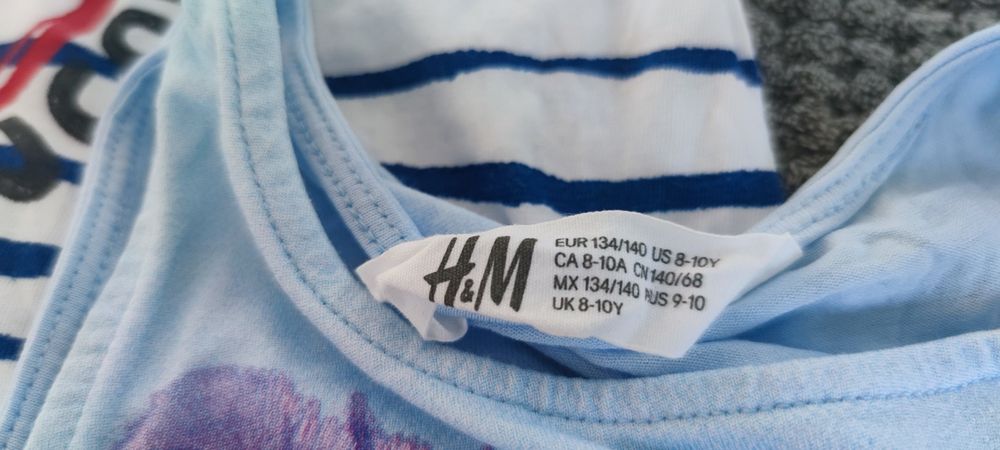 H&M
EUR 134/140 US 8-10Y
CA 8-10A CN 140/68
MX 134/140 AUS 9-10
UK 8-10Y